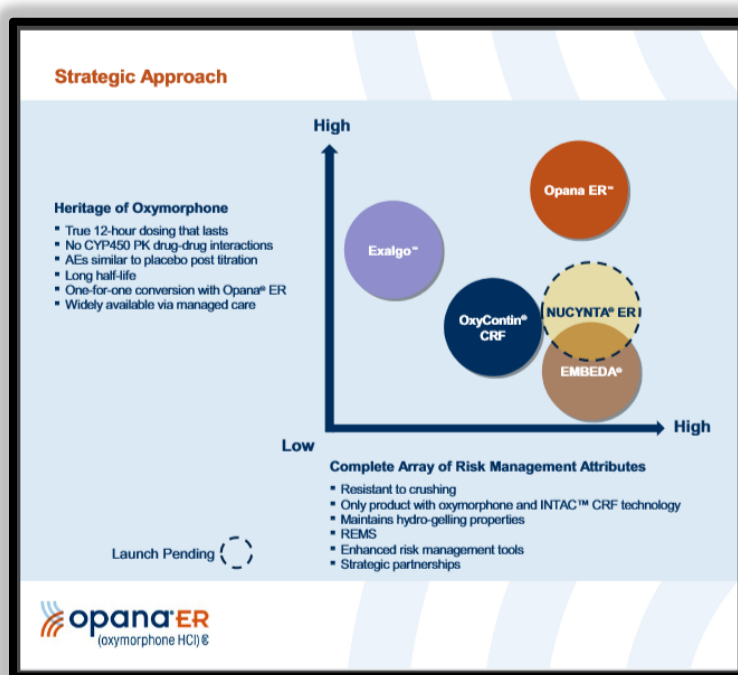 Strategic Approach
High
Heritage of Oxymorphone
▪ True 12-hour dosing that lasts
▪ No CYP450 PK drug-drug interactions
▪ AEs similar to placebo post titration
▪ Long half-life
▪ One-for-one conversion with Opana® ER
▪ Widely available via managed care
Opana ER™
Exalgo™
NUCYNTA® ER
OxyContin®
CRF
EMBEDA®
High
Low
Complete Array of Risk Management Attributes
▪ Resistant to crushing
▪ Only product with oxymorphone and INTAC™ CRF technology
▪ Maintains hydro-gelling properties
▪ REMS
▪ Enhanced risk management tools
▪ Strategic partnerships
Launch Pending
opana® ER
(oxymorphone HCl) ©